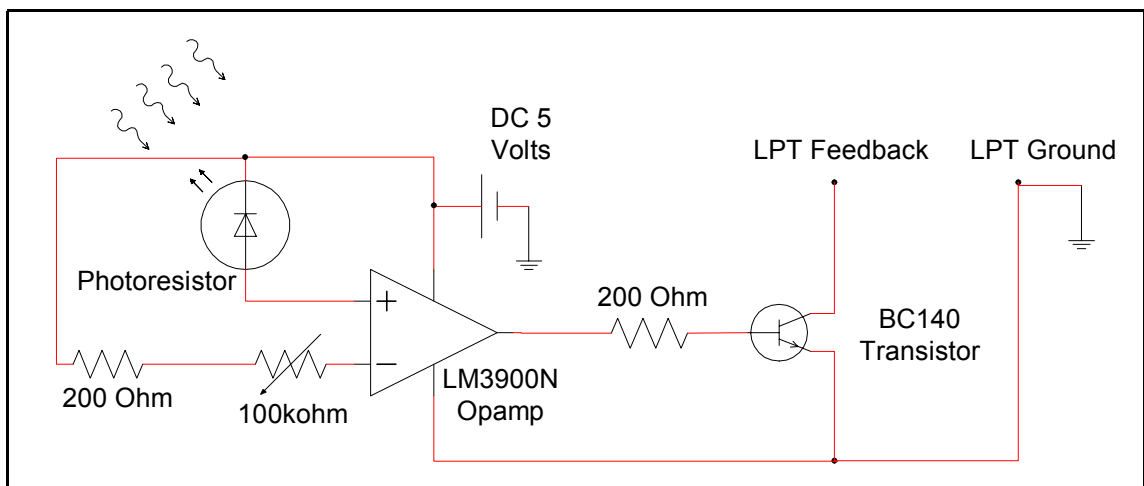 DC 5
Volts
LPT Feedback
LPT Ground
Photoresistor
200 Ohm
BC140
Transistor
+
−
200 Ohm
100kohm
LM3900N
Opamp